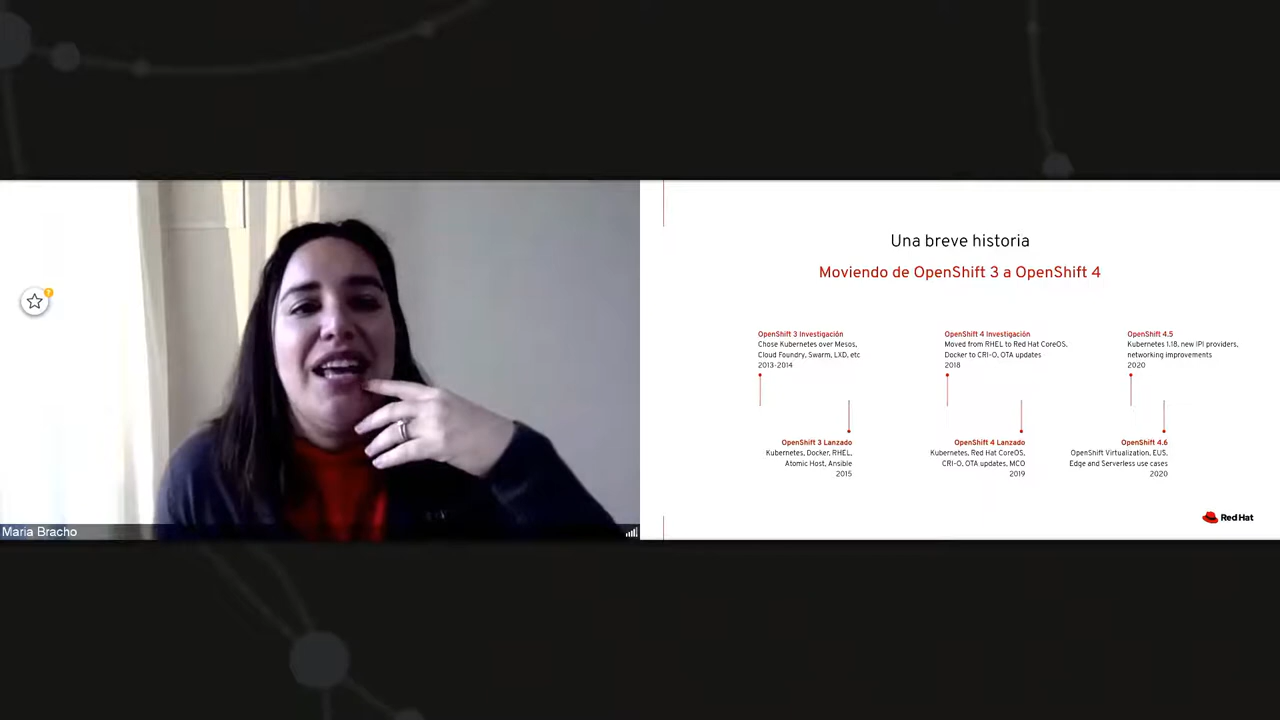 Maria Bracho
Una breve historia
Moviendo de OpenShift 3 a OpenShift 4
OpenShift 3 Investigación
Chose Kubernetes over Mesos,
Cloud Foundry, Swarm, LXD, etc
2013-2014
OpenShift 4 Investigación
Moved from RHEL to Red Hat CoreOS,
Docker to CRI-O, OTA updates
2018
OpenShift 4.5
Kubernetes 1.18, new IPI providers,
networking improvements
2020
OpenShift 3 Lanzado
Kubernetes, Docker, RHEL,
Atomic Host, Ansible
2015
OpenShift 4 Lanzado
Kubernetes, Red Hat CoreOS,
CRI-O, OTA updates, MCO
2019
OpenShift 4.6
OpenShift Virtualization, EUS,
Edge and Serverless use cases
2020
Red Hat